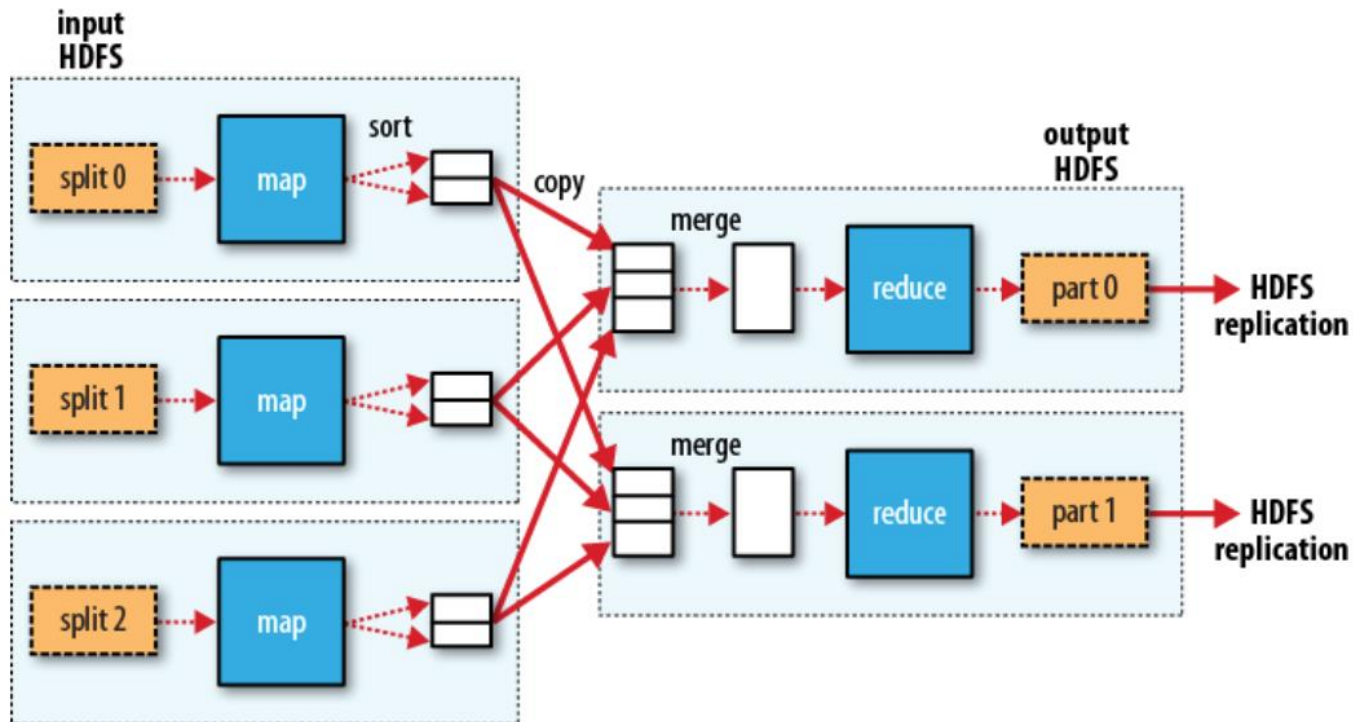 input
HDFS
sort
split 0
map
copy
output
HDFS
merge
reduce
part 0
HDFS
replication
split 1
map
merge
reduce
part 1
HDFS
replication
split 2
map